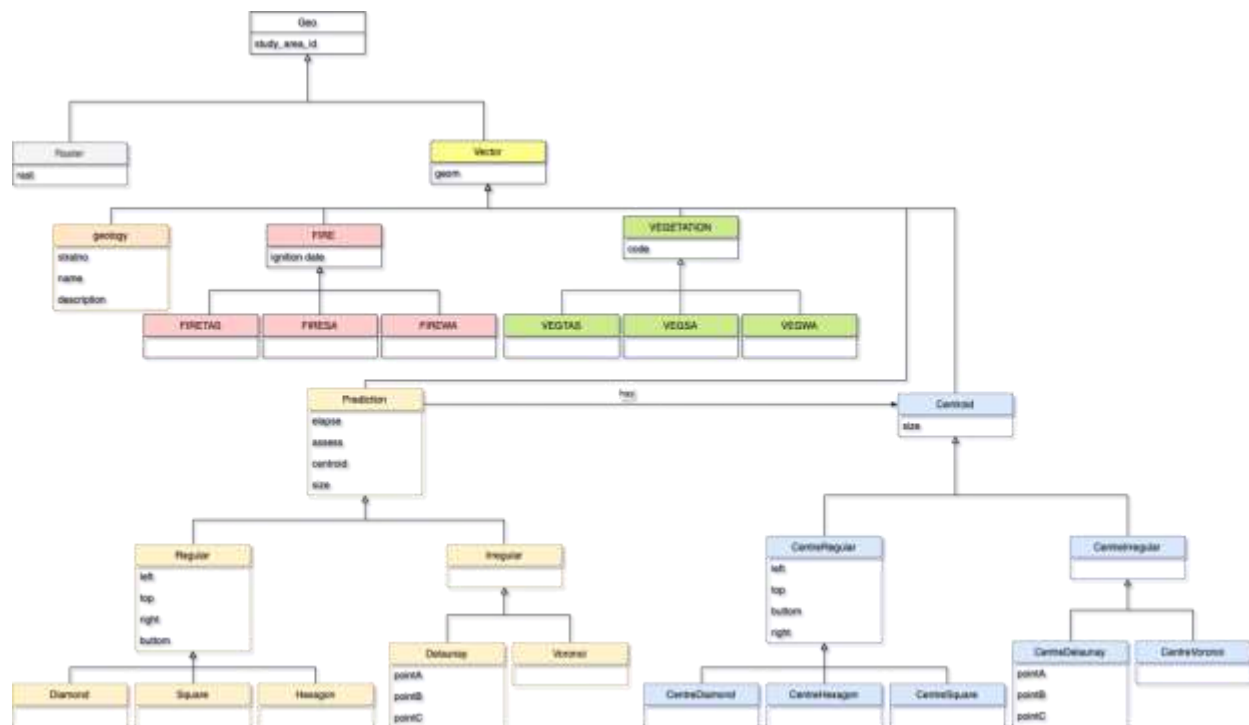 Geo
study_area_id
Raster
rast
Vector
geom
geology
stratno
name
description
FIRE
ignition date
VEGETATION
code
FIRETAS
FIRESA
FIREWA
VEGTAS
VEGSA
VEGWA
Prediction
elapse
assess
centroid
size
has
Centroid
size
Regular
left
top
right
buttom
Irregular
CentreRegular
left
top
buttom
right
CentreIrregular
Delaunay
pointA
pointB
pointC
Voronoi
CentreDelaunay
pointA
pointB
pointC
CentreVoronoi
Diamond
Square
Hexagon
CentreDiamond
CentreHexagon
CentreSquare